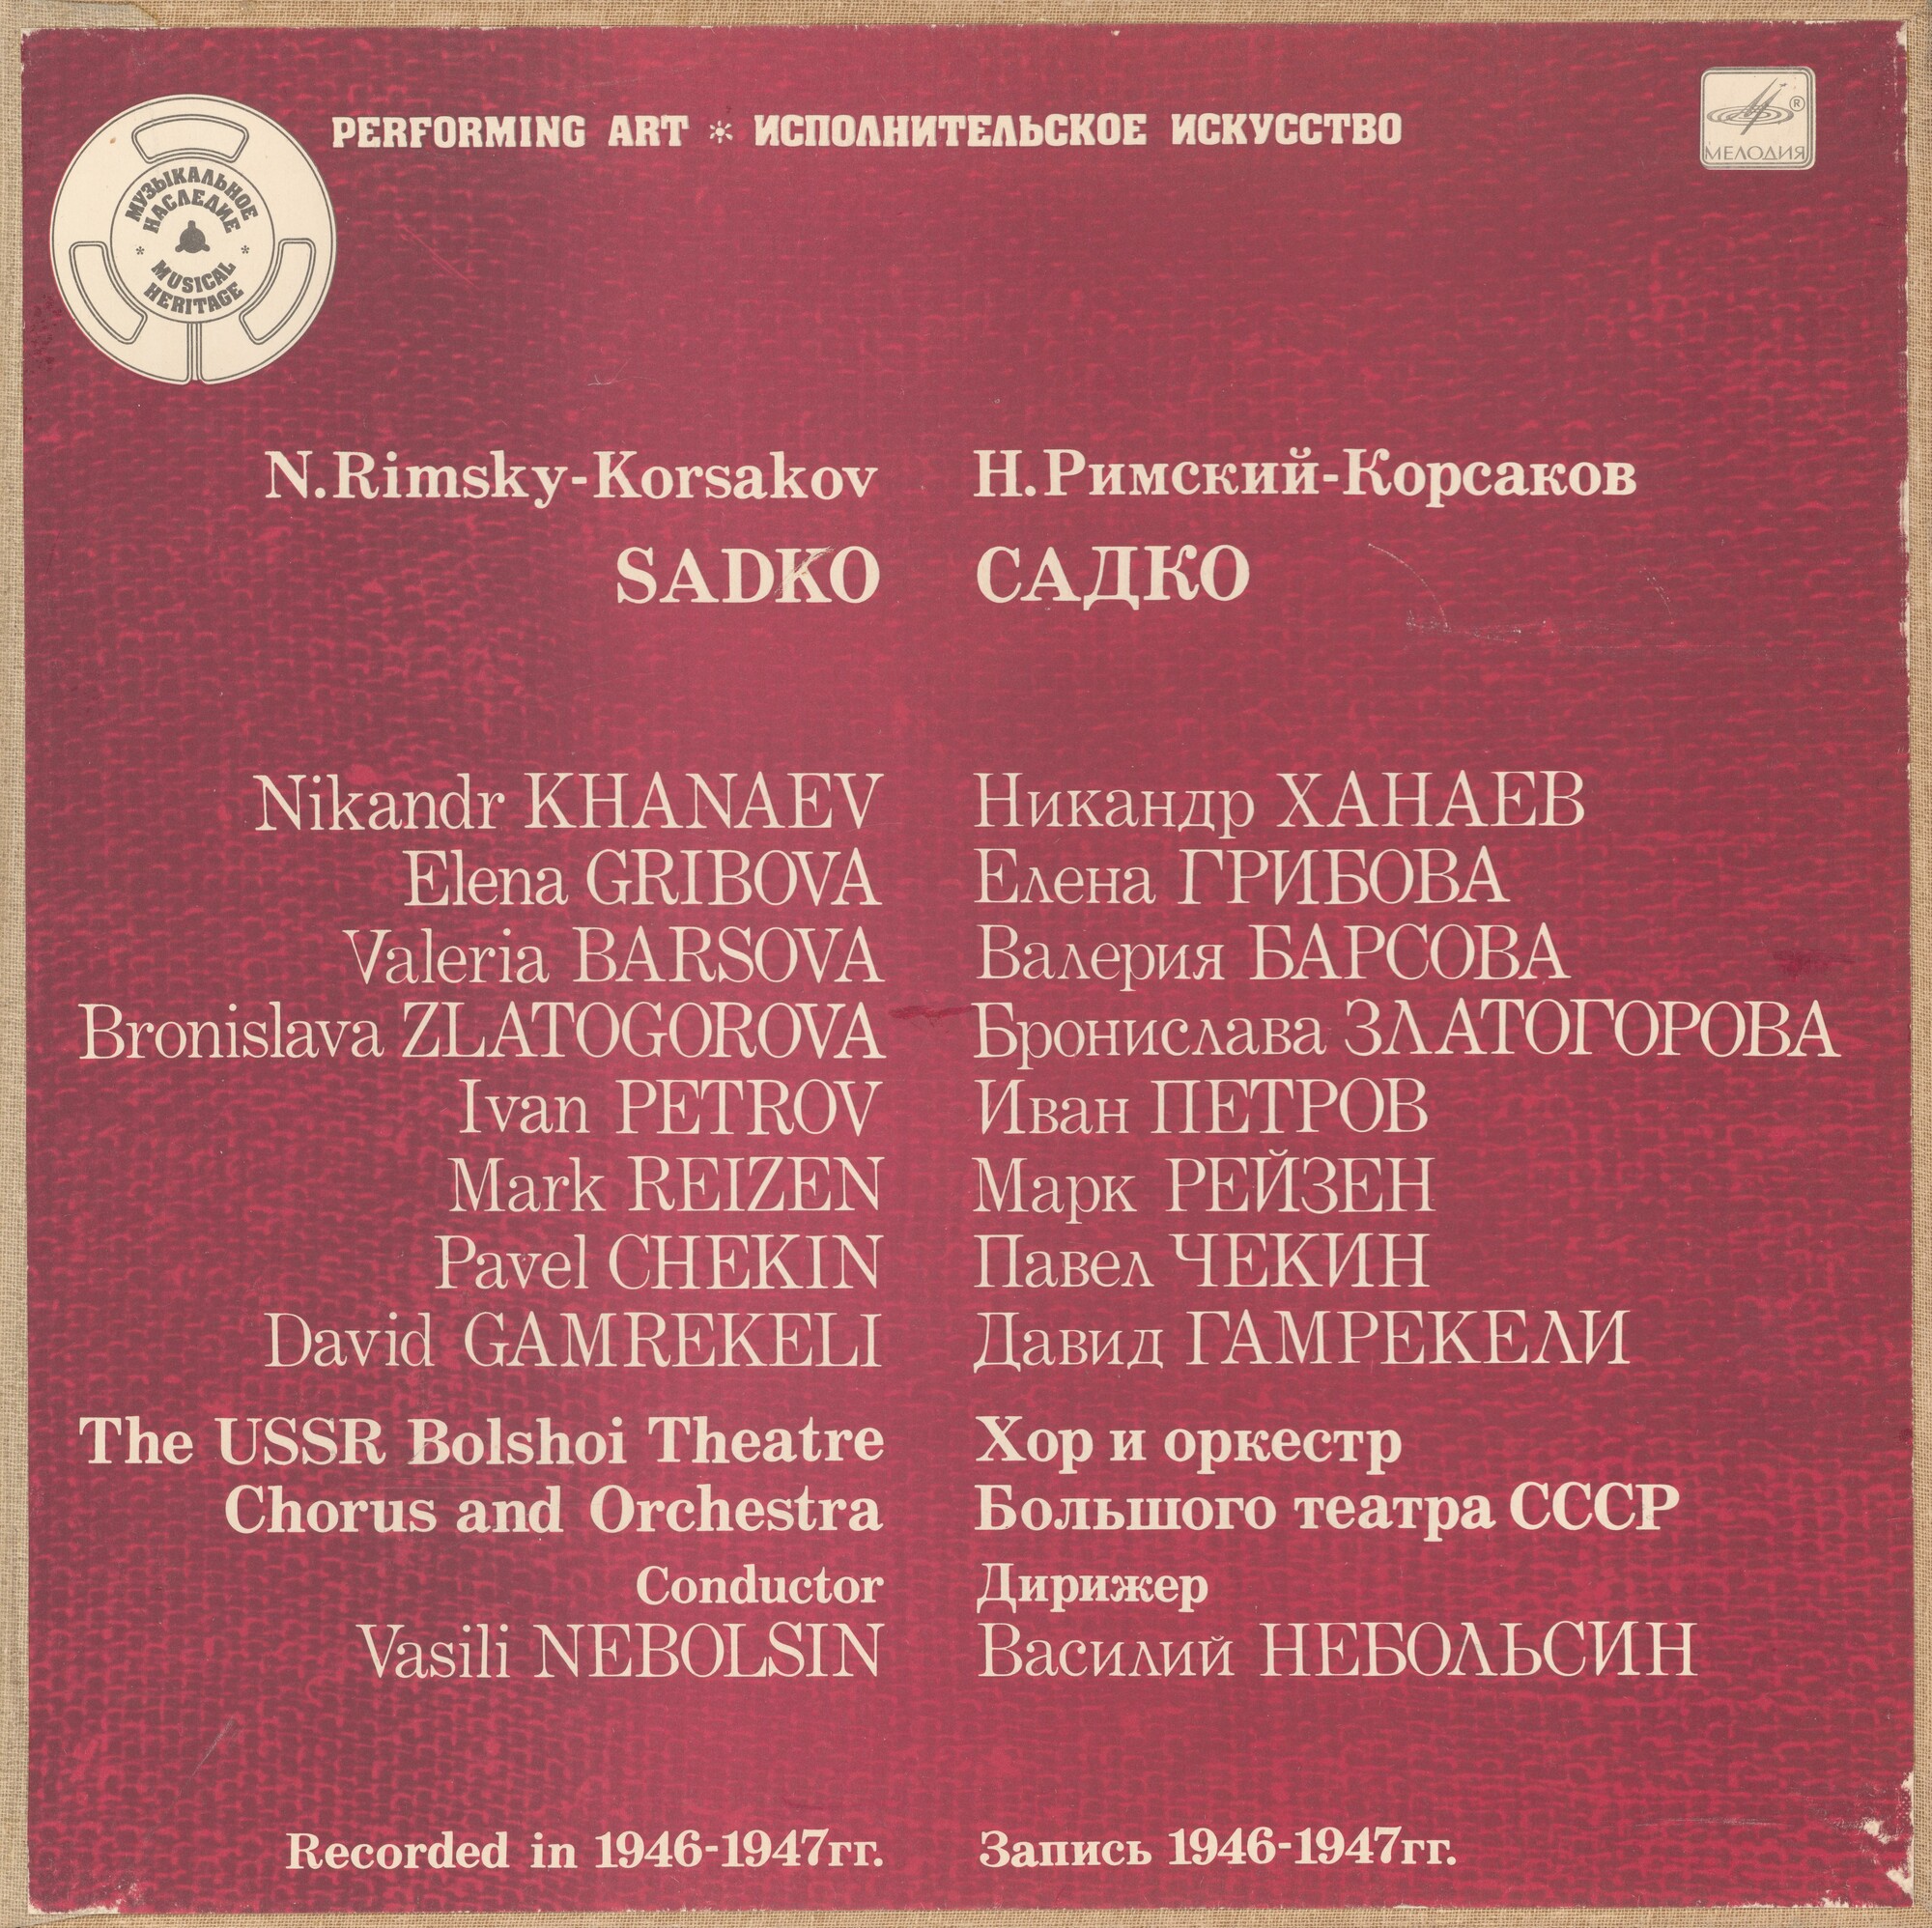 PERFORMING ART * ИСПОЛНИТЕЛЬСКОЕ ИСКУССТВО
МЕЛОДИЯ
®
МУЗЫКАЛЬНОЕ
НАСЛЕДИЕ
* *
MUSICAL
HERITAGE
N.Rimsky-Korsakov
SADKO
Н.Римский-Корсаков
САДКО
Nikandr KHANAEV
Elena GRIBOVA
Valeria BARSOVA
Bronislava ZLATOGOROVA
Ivan PETROV
Mark REIZEN
Pavel CHEKIN
David GAMREKELI
The USSR Bolshoi Theatre
Chorus and Orchestra
Conductor
Vasili NEBOLSIN
Recorded in 1946-1947гг.
Никандр ХАНАЕВ
Елена ГРИБОВА
Валерия БАРСОВА
Бронислава ЗЛАТОГОРОВА
Иван ПЕТРОВ
Марк РЕЙЗЕН
Павел ЧЕКИН
Давид ГАМРЕКЕЛИ
Хор и оркестр
Большого театра СССР
Дирижер
Василий НЕБОЛЬСИН
Запись 1946-1947гг.